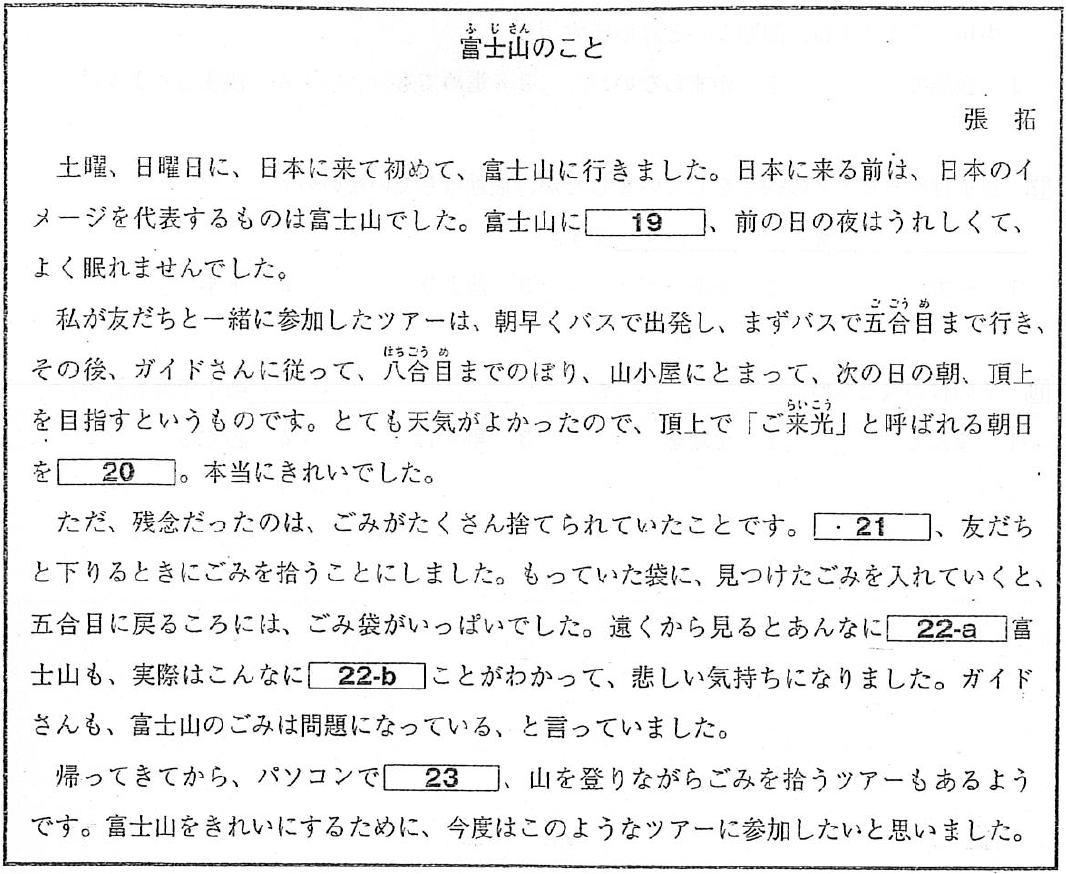 富士山のこと
張 拓
土曜、日曜日に、日本に来て初めて、富士山に行きました。日本に来る前は、日本のイ
メージを代表するものは富士山でした。富士山に 19 、前の日の夜はうれしくて、
よく眠れませんでした。
私が友だちと一緒に参加したツアーは、朝早くバスで出発し、まずバスで五合目まで行き、
その後、ガイドさんに従って、八合目までのぼり、山小屋にとまって、次の日の朝、頂上
を目指すというものです。とても天気がよかったので、頂上で「ご来光」と呼ばれる朝日
を 20 。本当にきれいでした。
ただ、残念だったのは、ごみがたくさん捨てられていたことです。 21 、友だち
と下りるときにごみを拾うことにしました。もっていた袋に、見つけたごみを入れていくと、
五合目に戻るころには、ごみ袋がいっぱいでした。遠くから見るとあんなに 22-a 富
士山も、実際はこんなに 22-b ことがわかって、悲しい気持ちになりました。ガイド
さんも、富士山のごみは問題になっている、と言っていました。
帰ってきてから、パソコンで 23 、山を登りながらごみを拾うツアーもあるよう
です。富士山をきれいにするために、今度はこのようなツアーに参加したいと思いました。